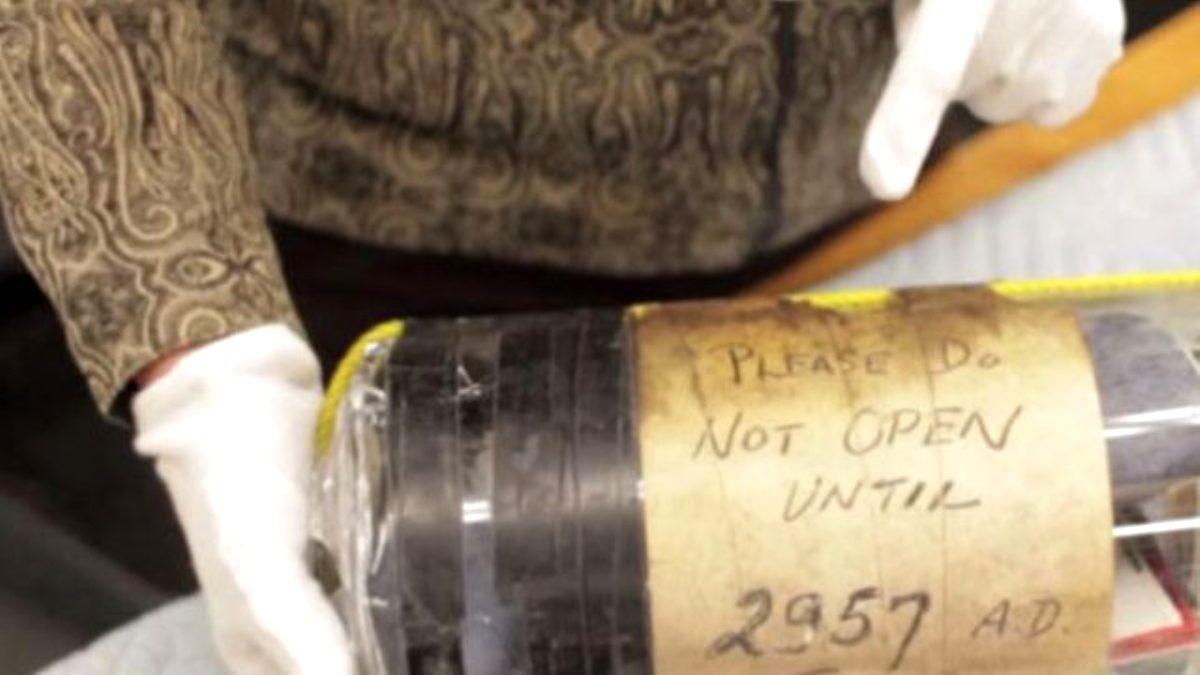 PLEASE DO
NOT OPEN
UNTIL
2957 A.D.